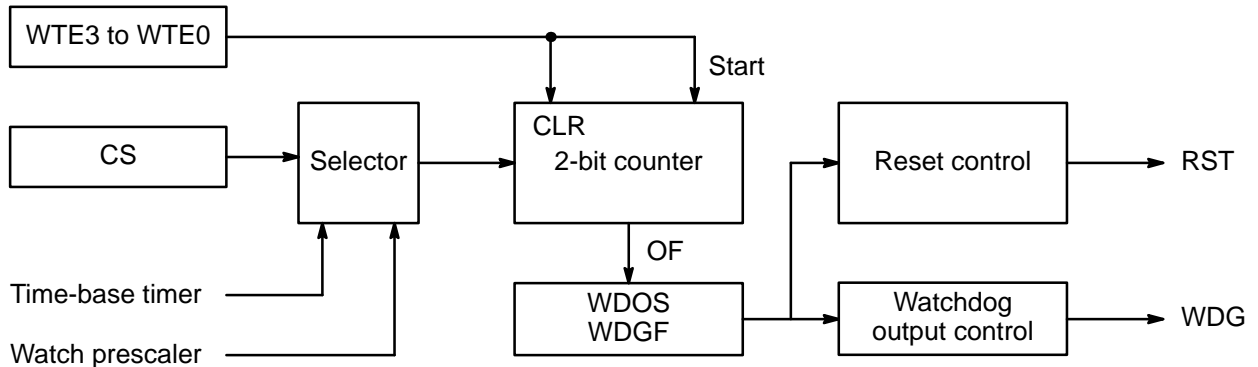 WTE3 to WTE0
Start
CS
Selector
CLR
2-bit counter
Reset control
RST
OF
Time-base timer
WDOS
WDGF
Watchdog
output control
WDG
Watch prescaler